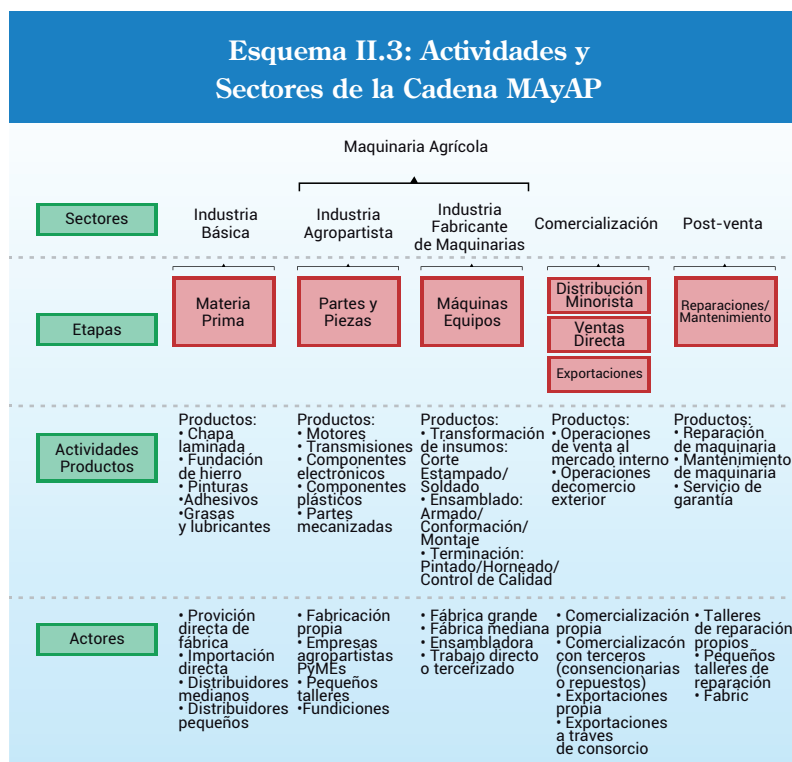 Esquema II.3: Actividades y
Sectores de la Cadena MAyAP
Maquinaria Agrícola
Sectores
Industria
Básica
Industria
Agropartista
Industria
Fabricante
de Maquinarias
Comercialización
Post-venta
Etapas
Materia
Prima
Partes y
Piezas
Máquinas
Equipos
Distribución
Minorista
Ventas
Directa
Exportaciones
Reparaciones/
Mantenimiento
Actividades
Productos
Productos:
• Chapa
laminada
• Fundación
de hierro
• Pinturas
•Adhesivos
•Grasas
y lubricantes
Productos:
• Motores
• Transmisiones
• Componentes
electrónicos
• Componentes
plásticos
• Partes
mecanizadas
Productos:
• Transformación
de insumos:
Corte
Estampado/
Soldado
• Ensamblado:
Armado/
Conformación/
Montaje
• Terminación:
Pintado/Horneado/
Control de Calidad
Productos:
• Operaciones
de venta al
mercado interno
• Operaciones
decomercio
exterior
Productos:
• Reparación
de maquinaria
• Mantenimiento
de maquinaria
• Servicio de
garantía
Actores
• Provición
directa de
fábrica
• Importación
directa
• Distribuidores
medianos
• Distribuidores
pequeños
• Fabricación
propia
• Empresas
agropartistas
PyMEs
• Pequeños
talleres
•Fundiciones
• Fábrica grande
• Fábrica mediana
• Ensambladora
• Trabajo directo
o tercerizado
• Comercialización
propia
• Comercializacón
con terceros
(consencionarias
o repuestos)
• Exportaciones
propia
• Exportaciones
a través
de consorcio
• Talleres
de reparación
propios
• Pequeños
talleres de
reparación
• Fabric